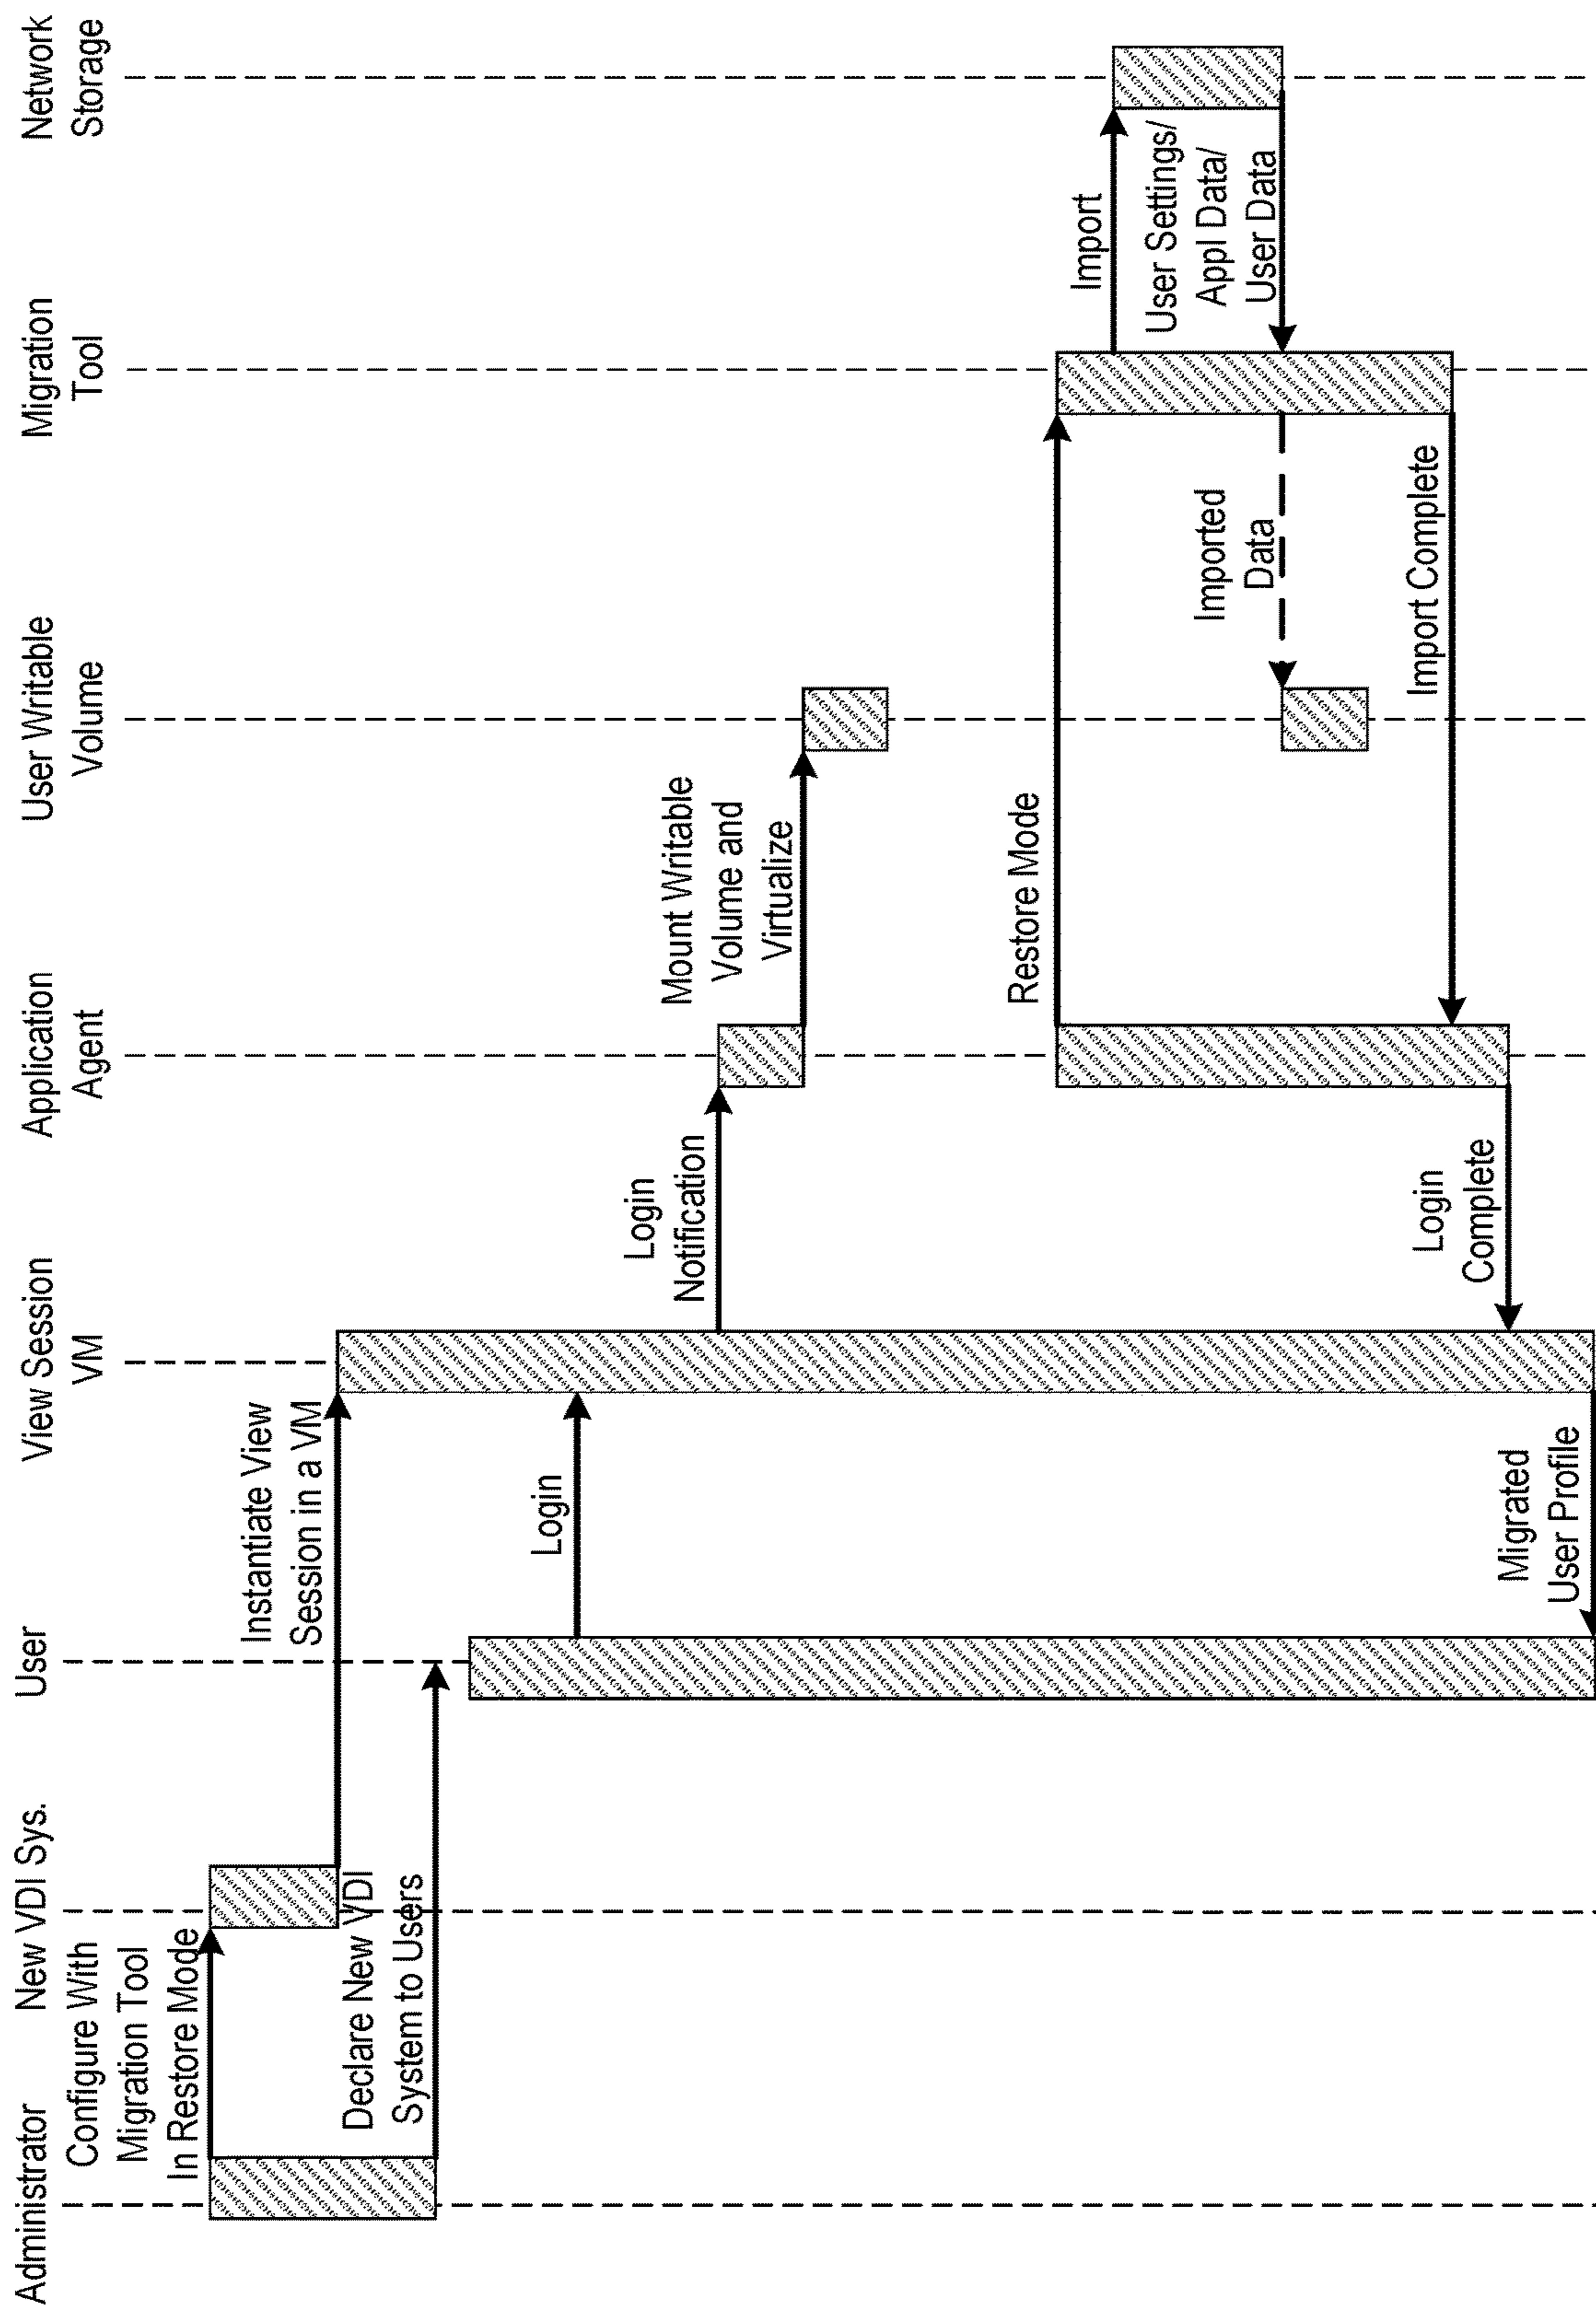 Administrator
New VDI Sys.
User
View Session
VM
Application
Agent
User Writable
Volume
Migration
Tool
Network
Storage
Configure With
Migration Tool
In Restore Mode
Instantiate View
Session in a VM
Declare New VDI
System to Users
Login
Login
Notification
Mount Writable
Volume and
Virtualize
Restore Mode
Import
User Settings/
Appl Data/
User Data
Imported
Data
Import Complete
Login
Complete
Migrated
User Profile